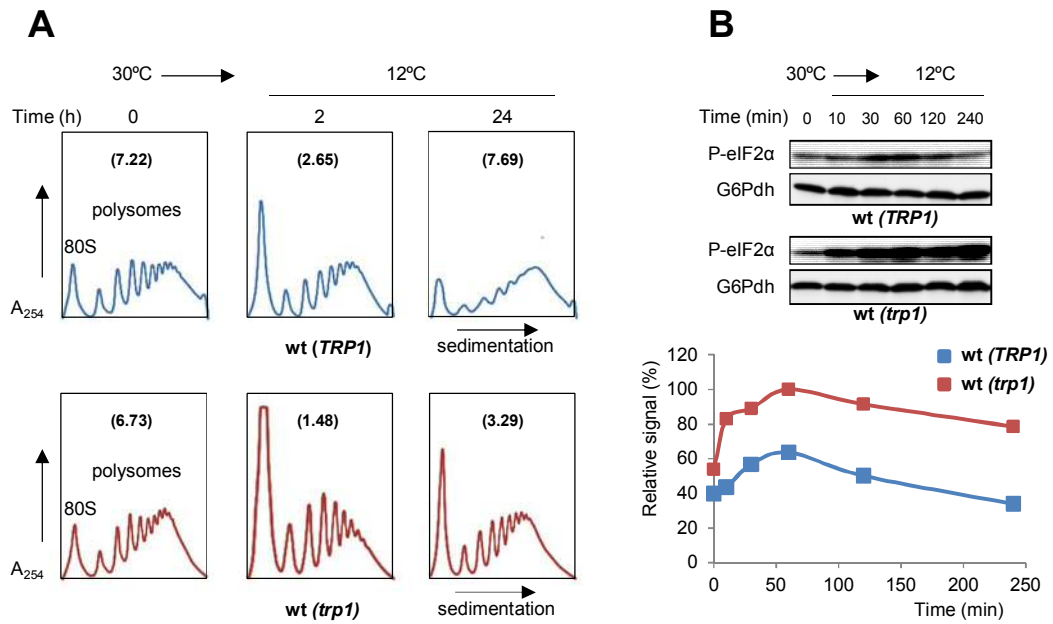 A
30ºC
12ºC
Time (h) 0 2 24
(7.22) (2.65) (7.69)
polysomes
80S
A254
wt (TRP1)
sedimentation
(6.73) (1.48) (3.29)
polysomes
80S
A254
wt (trp1)
sedimentation
B
30ºC 12ºC
Time (min) 0 10 30 60 120 240
P-eIF2α
G6Pdh
wt (TRP1)
P-eIF2α
G6Pdh
wt (trp1)
wt (TRP1)
wt (trp1)
Relative signal (%)
120
100
80
60
40
20
0
0 50 100 150 200 250
Time (min)